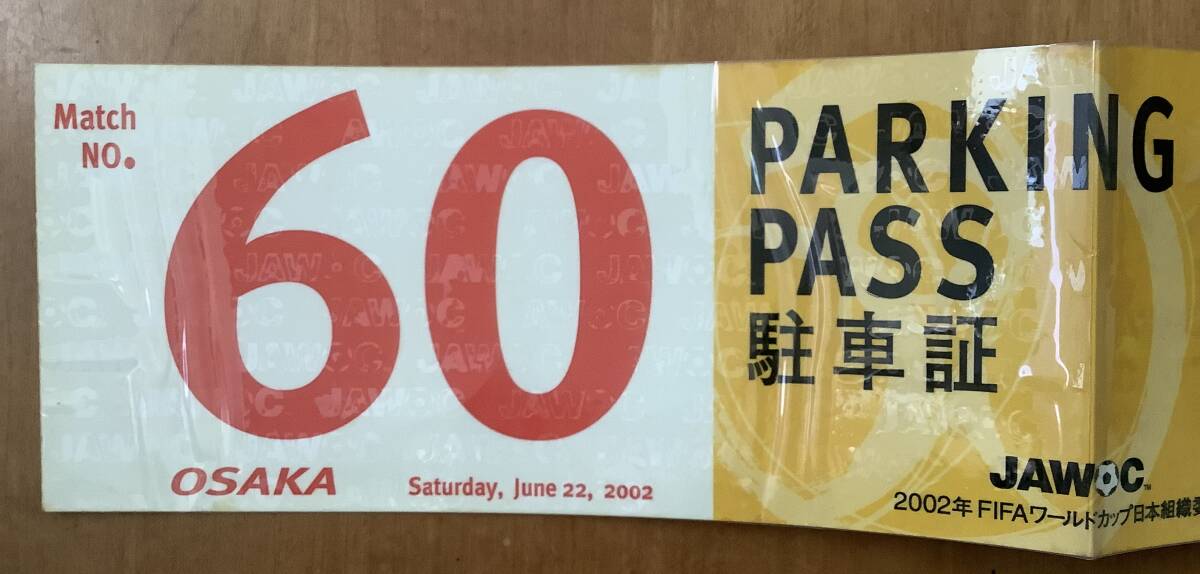 Match
NO.
60
OSAKA
Saturday, June 22, 2002
PARKING
PASS
駐車証
JAWOC™
2002年 FIFAワールドカップ日本組織委